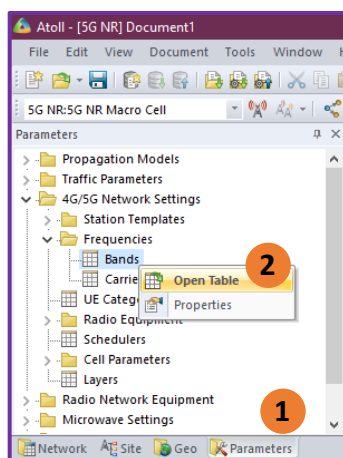 Atoll - [5G NR] Document1
File Edit View Document Tools Window
5G NR:5G NR Macro Cell
Parameters
Propagation Models
Traffic Parameters
4G/5G Network Settings
Station Templates
Frequencies
Bands
2
Carrie
Open Table
UE Categ
Properties
Radio Equipment
Schedulers
Cell Parameters
Layers
Radio Network Equipment
1
Microwave Settings
Network Site Geo Parameters